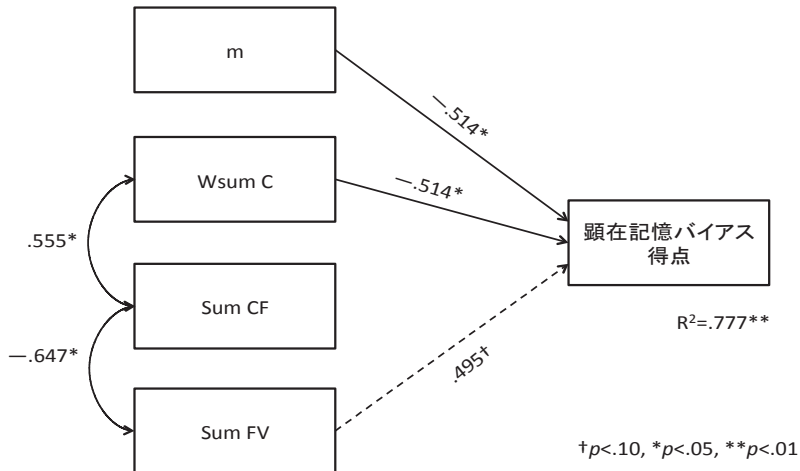 m
—.514*
Wsum C
—.514*
.555*
顕在記憶バイアス
得点
Sum CF
R²=.777**
—.647*
.495†
Sum FV
†p<.10, *p<.05, **p<.01